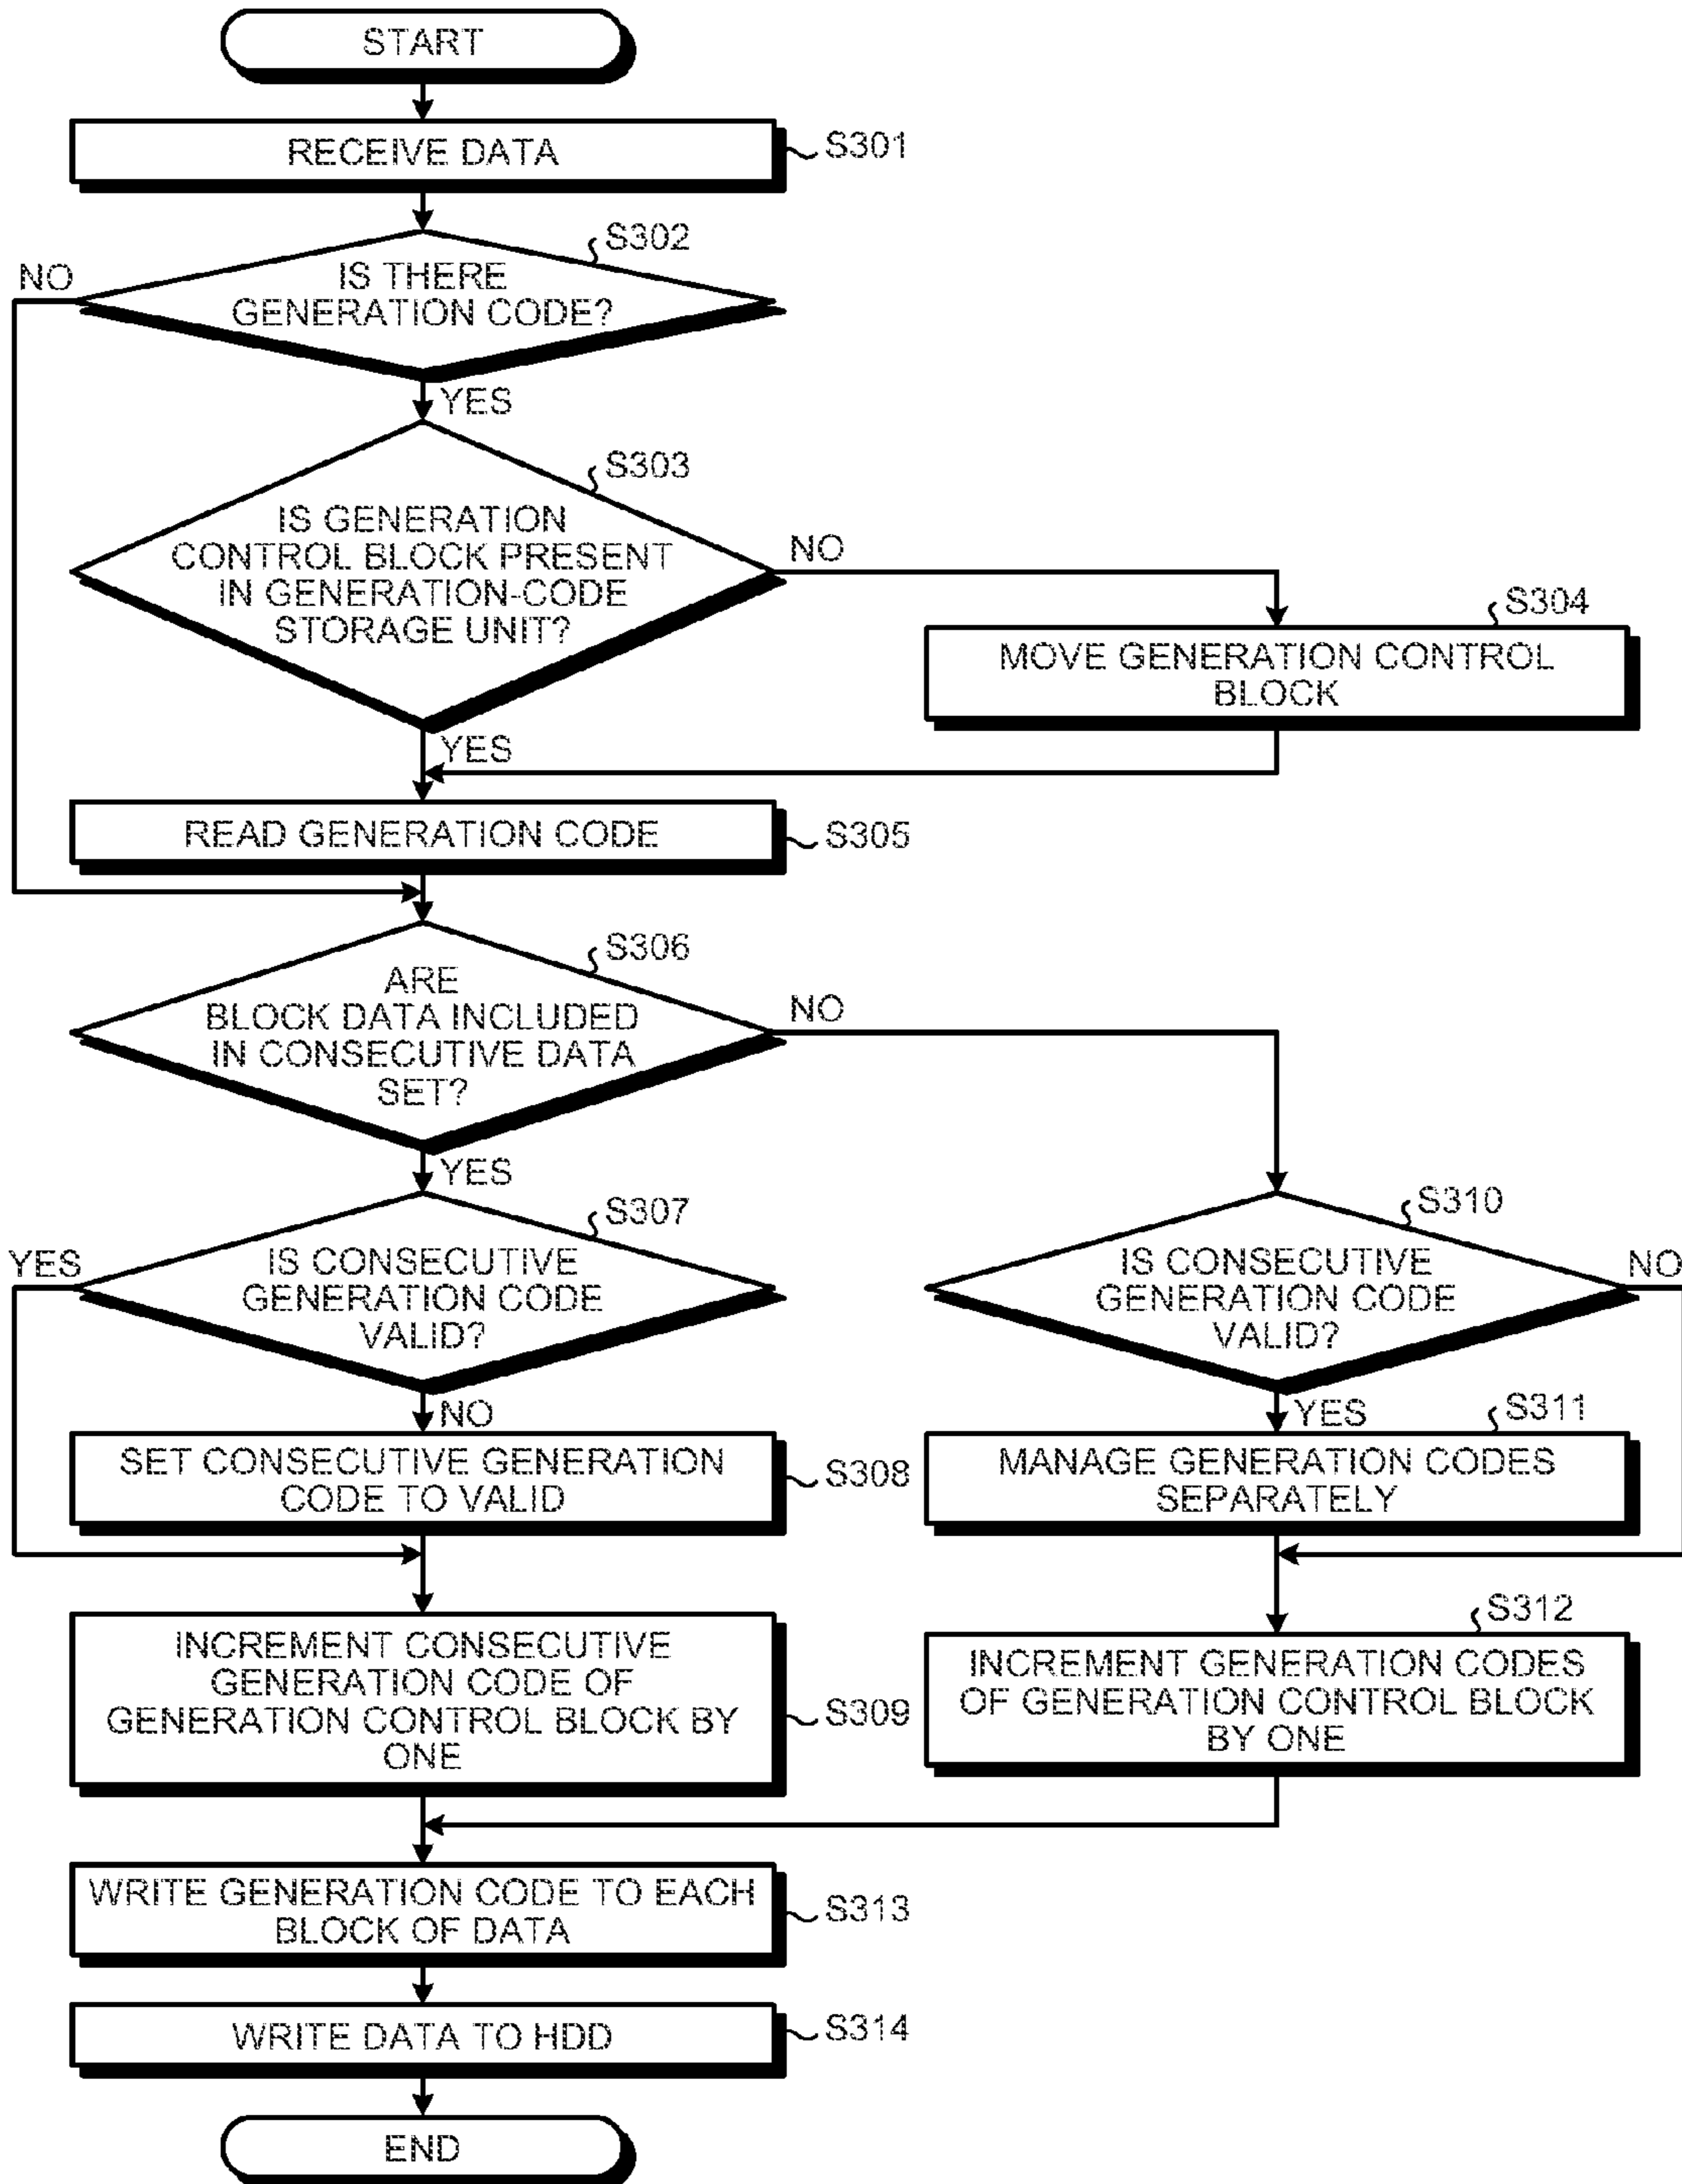 START
RECEIVE DATA
S301
S302
NO
IS THERE
GENERATION CODE?
YES
S303
IS GENERATION
CONTROL BLOCK PRESENT
IN GENERATION-CODE
STORAGE UNIT?
NO
S304
MOVE GENERATION CONTROL
BLOCK
YES
READ GENERATION CODE
S305
S306
ARE
BLOCK DATA INCLUDED
IN CONSECUTIVE DATA
SET?
NO
YES
S307
YES
IS CONSECUTIVE
GENERATION CODE
VALID?
S310
IS CONSECUTIVE
GENERATION CODE
VALID?
NO
NO
SET CONSECUTIVE GENERATION
CODE TO VALID
S308
YES
S311
MANAGE GENERATION CODES
SEPARATELY
INCREMENT CONSECUTIVE
GENERATION CODE OF
GENERATION CONTROL BLOCK BY
ONE
S309
S312
INCREMENT GENERATION CODES
OF GENERATION CONTROL BLOCK
BY ONE
WRITE GENERATION CODE TO EACH
BLOCK OF DATA
S313
WRITE DATA TO HDD
S314
END